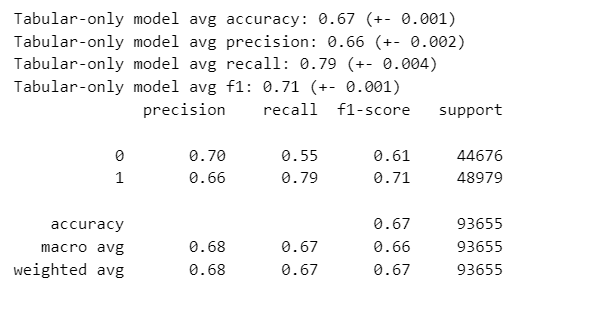 Tabular-only model avg accuracy: 0.67 (+- 0.001)
Tabular-only model avg precision: 0.66 (+- 0.002)
Tabular-only model avg recall: 0.79 (+- 0.004)
Tabular-only model avg f1: 0.71 (+- 0.001)
precision recall f1-score support
0 0.70 0.55 0.61 44676
1 0.66 0.79 0.71 48979
accuracy 0.67 93655
macro avg 0.68 0.67 0.66 93655
weighted avg 0.68 0.67 0.67 93655